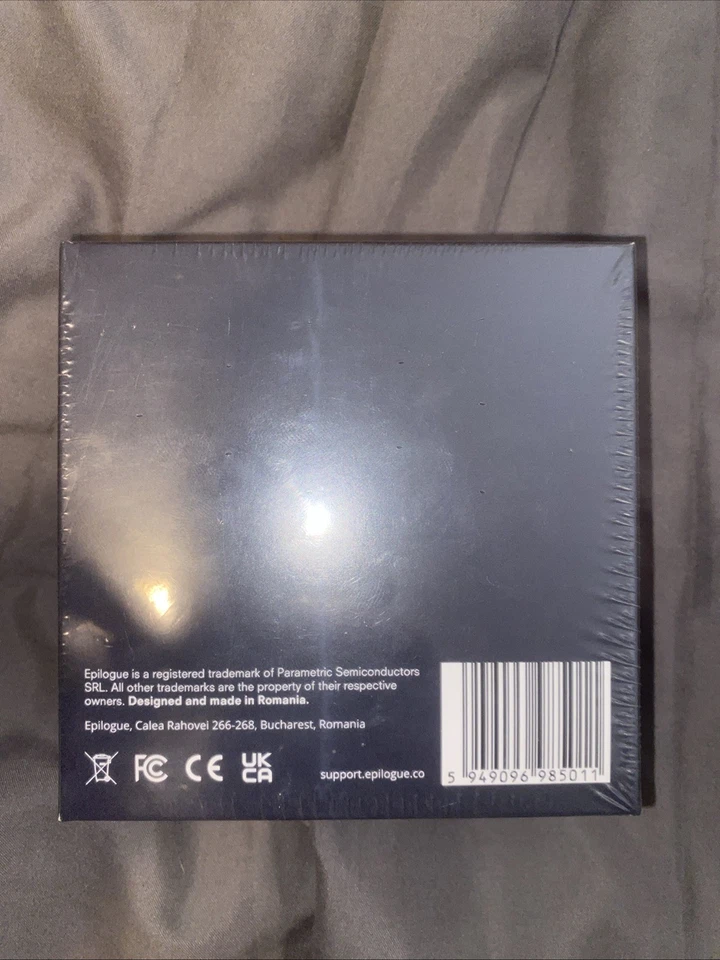 Epilogue is a registered trademark of Parametric Semiconductors
SRL. All other trademarks are the property of their respective
owners. Designed and made in Romania.
Epilogue, Calea Rahovei 266-268, Bucharest, Romania
FC CE UK
CA
support.epilogue.co
5 949096 985011